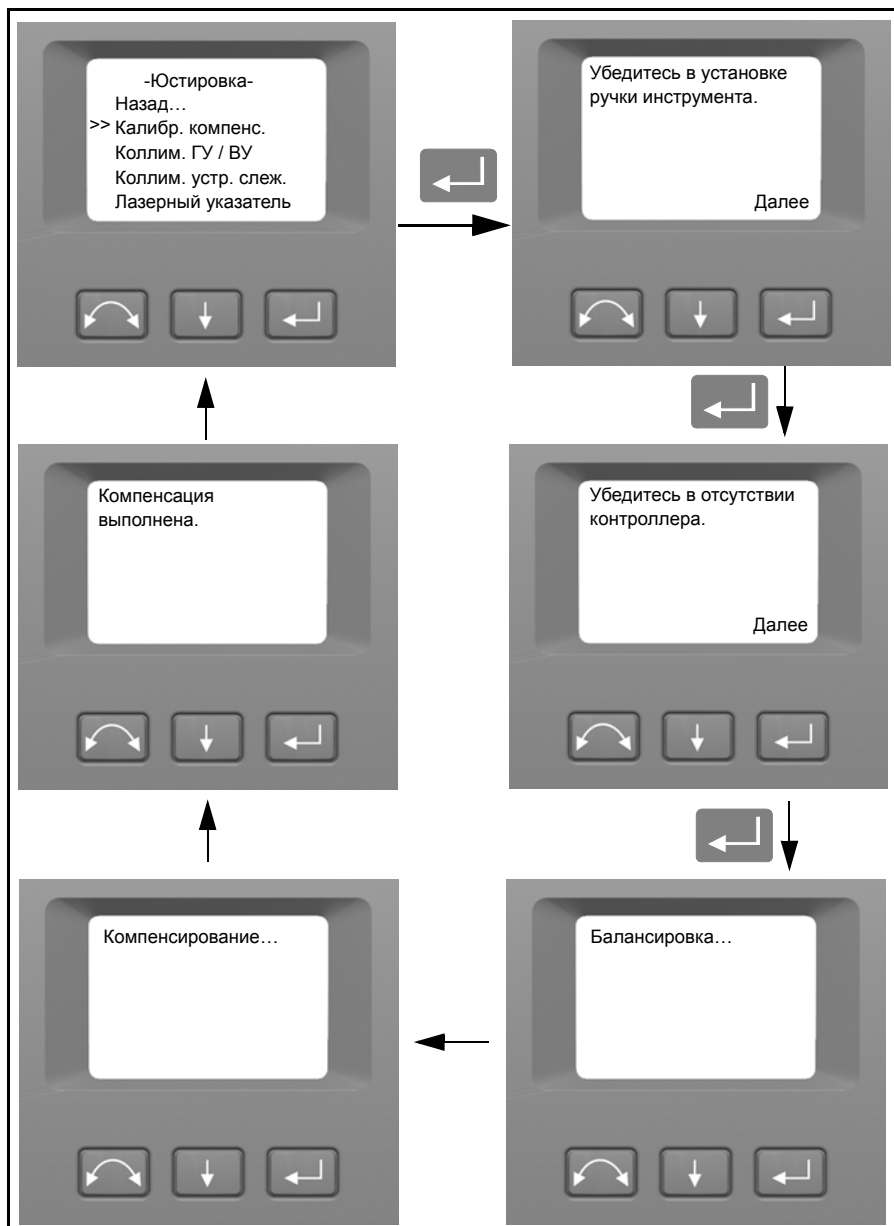 -Юстировка-
Назад…
>> Калибр. компенс.
Коллим. ГУ / ВУ
Коллим. устр. слеж.
Лазерный указатель
Убедитесь в установке
ручки инструмента.
Далее
Убедитесь в отсутствии
контроллера.
Далее
Балансировка…
Компенсирование…
Компенсация
выполнена.